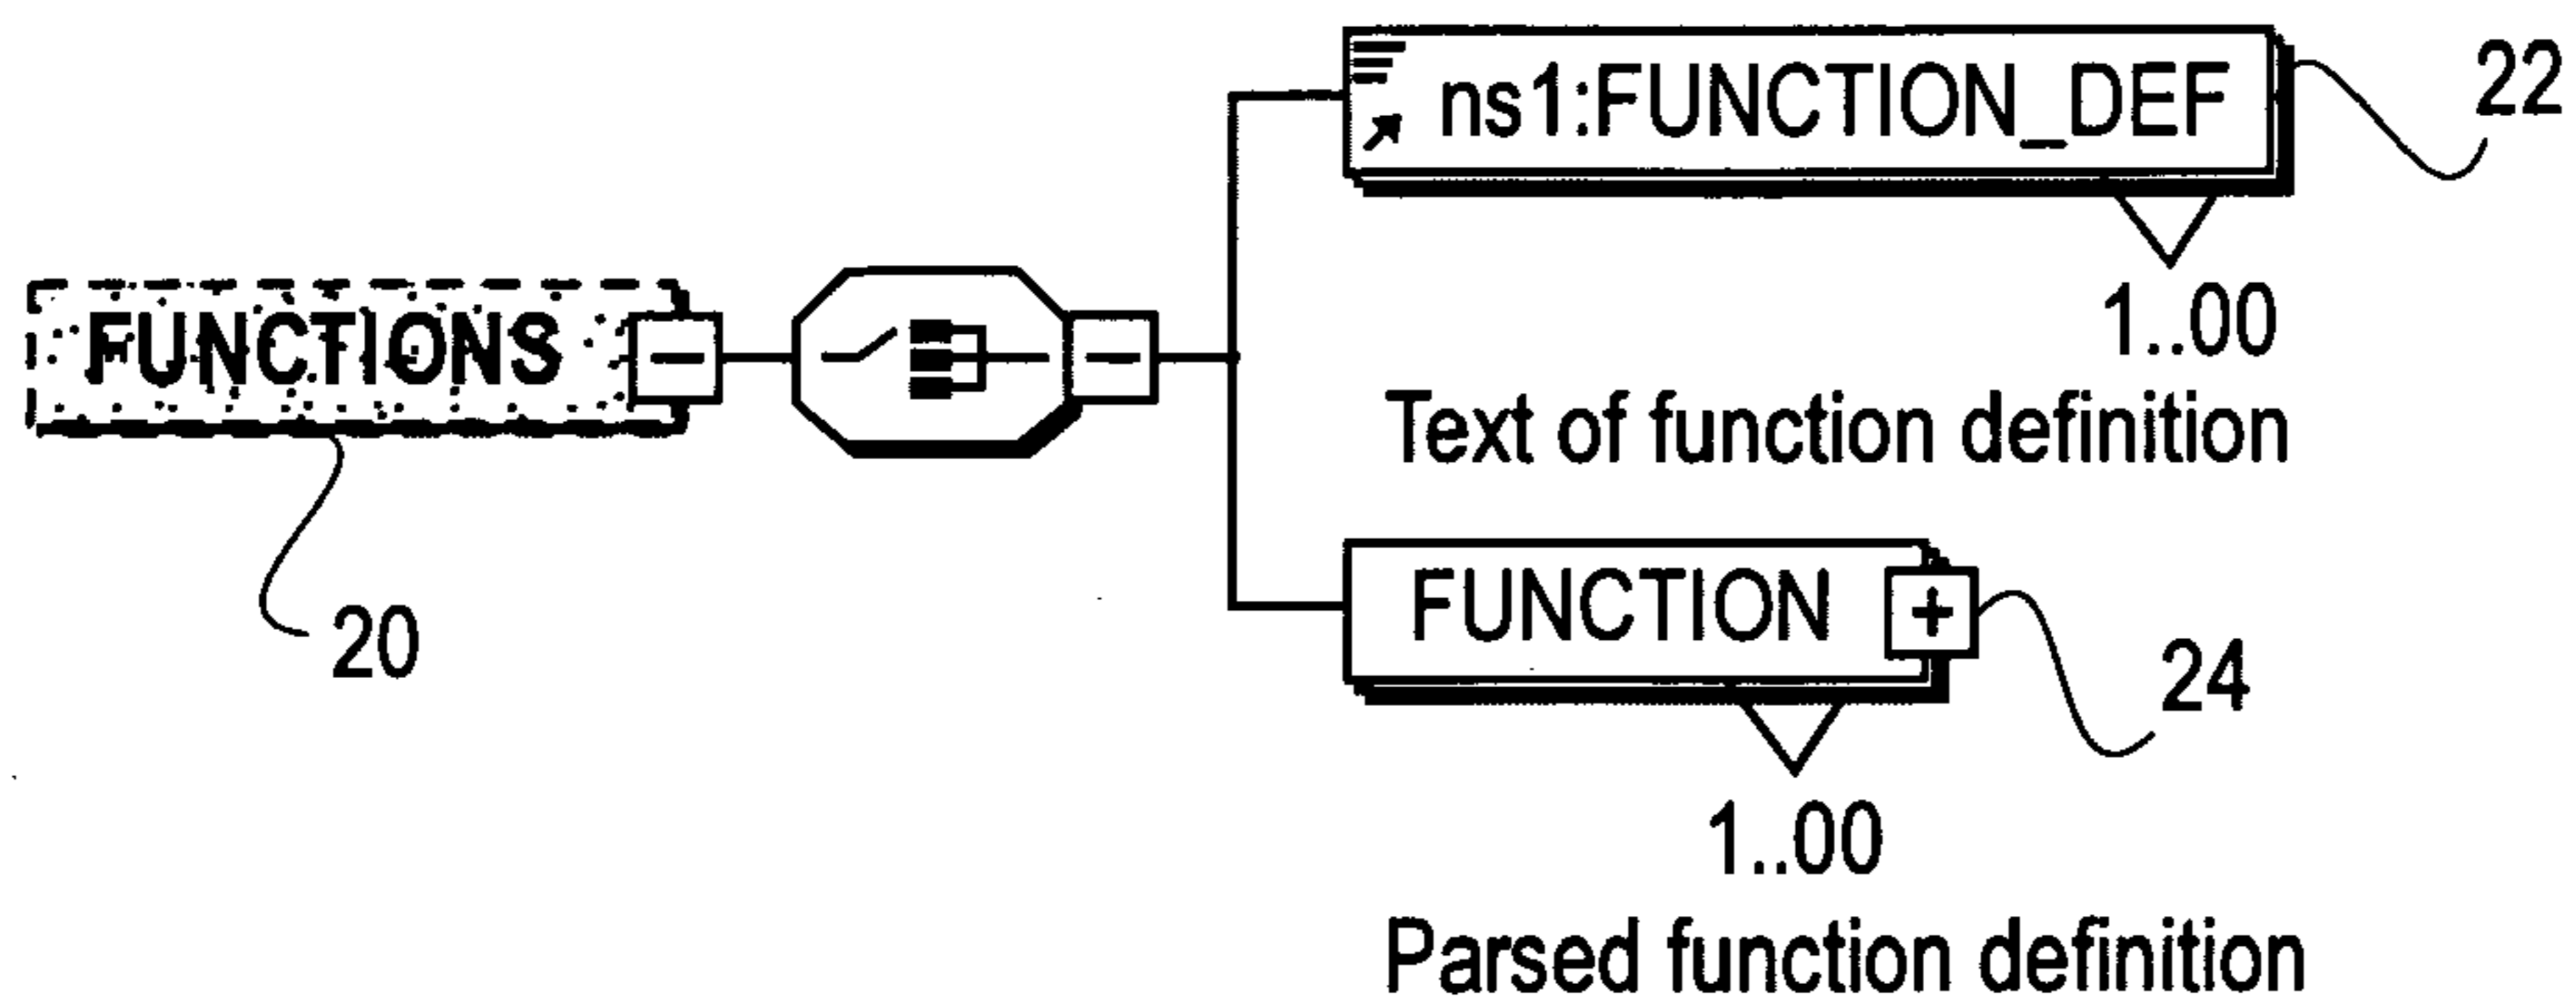 ns1:FUNCTION_DEF
22
1..00
Text of function definition
FUNCTIONS
20
FUNCTION
24
1..00
Parsed function definition